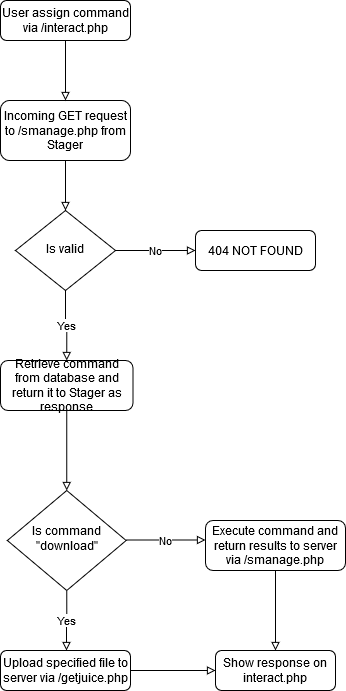 User assign command
via /interact.php
Incoming GET request
to /smanage.php from
Stager
Is valid
No
404 NOT FOUND
Yes
Retrieve command
from database and
return it to Stager as
response
Is command
"download"
No
Execute command and
return results to server
via /smanage.php
Yes
Upload specified file to
server via /getjuice.php
Show response on
interact.php